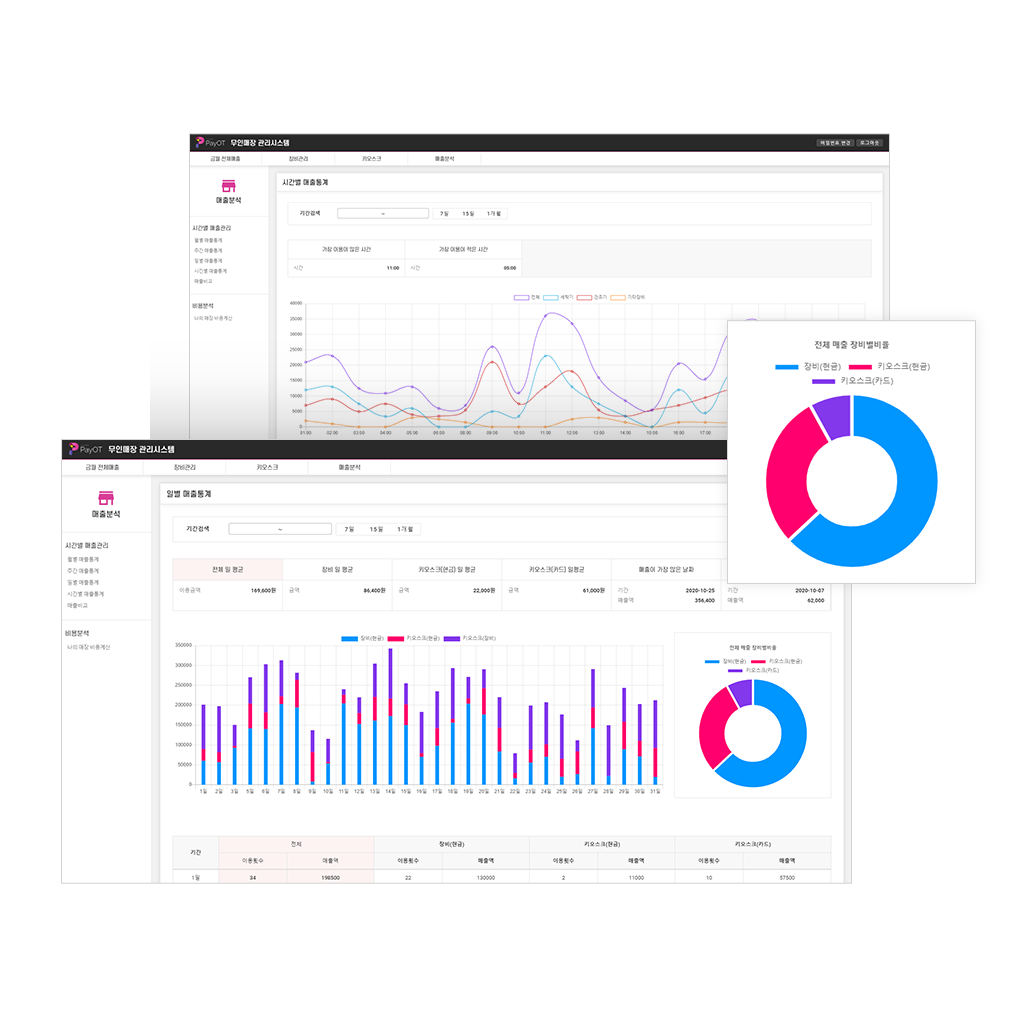 PayOT 무인매장 관리시스템 비밀번호 변경 로그아웃
금월 전체매출 장비관리 키오스크 매출분석
매출분석
시간별 매출관리
월별 매출통계
주간 매출통계
일별 매출통계
시간별 매출통계
매출비교
비용분석
나의 매장 비용계산
시간별 매출통계
기간검색 ~ 7일 15일 1개월
가장 이용이 많은 시간 가장 이용이 적은 시간
시간 11:00 시간 05:00
전체 세탁기 건조기 기타장비
40000
35000
30000
25000
20000
15000
10000
5000
0
01:00 02:00 03:00 04:00 05:00 06:00 07:00 08:00 09:00 10:00 11:00 12:00 13:00 14:00 15:00 16:00 17:00
전체 매출 장비별비율
장비(현금) 키오스크(현금)
키오스크(카드)
PayOT 무인매장 관리시스템
금월 전체매출 장비관리 키오스크 매출분석
매출분석
시간별 매출관리
월별 매출통계
주간 매출통계
일별 매출통계
시간별 매출통계
매출비교
비용분석
나의 매장 비용계산
일별 매출통계
기간검색 ~ 7일 15일 1개월
전체 일 평균 장비 일 평균 키오스크[현금] 일 평균 키오스크[카드] 일평균 매출이 가장 많은 날짜
이용금액 169,600원 금액 86,400원 금액 22,000원 금액 61,000원 기간 2020-10-25 기간 2020-10-07
매출액 356,400 매출액 62,000
장비(현금) 키오스크(현금) 키오스크(장비)
350000
300000
250000
200000
150000
100000
50000
0
1일 2일 3일 5일 6일 7일 8일 9일 10일 11일 12일 13일 14일 15일 16일 17일 18일 19일 20일 21일 22일 23일 24일 25일 26일 27일 28일 29일 30일 31일
전체 매출 장비별비율
장비(현금) 키오스크(현금)
키오스크(카드)
기간 전체 장비(현금) 키오스크(현금) 키오스크(카드)
이용횟수 매출액 이용횟수 매출액 이용횟수 매출액 이용횟수 매출액
1일 34 198500 22 130000 2 11000 10 57500